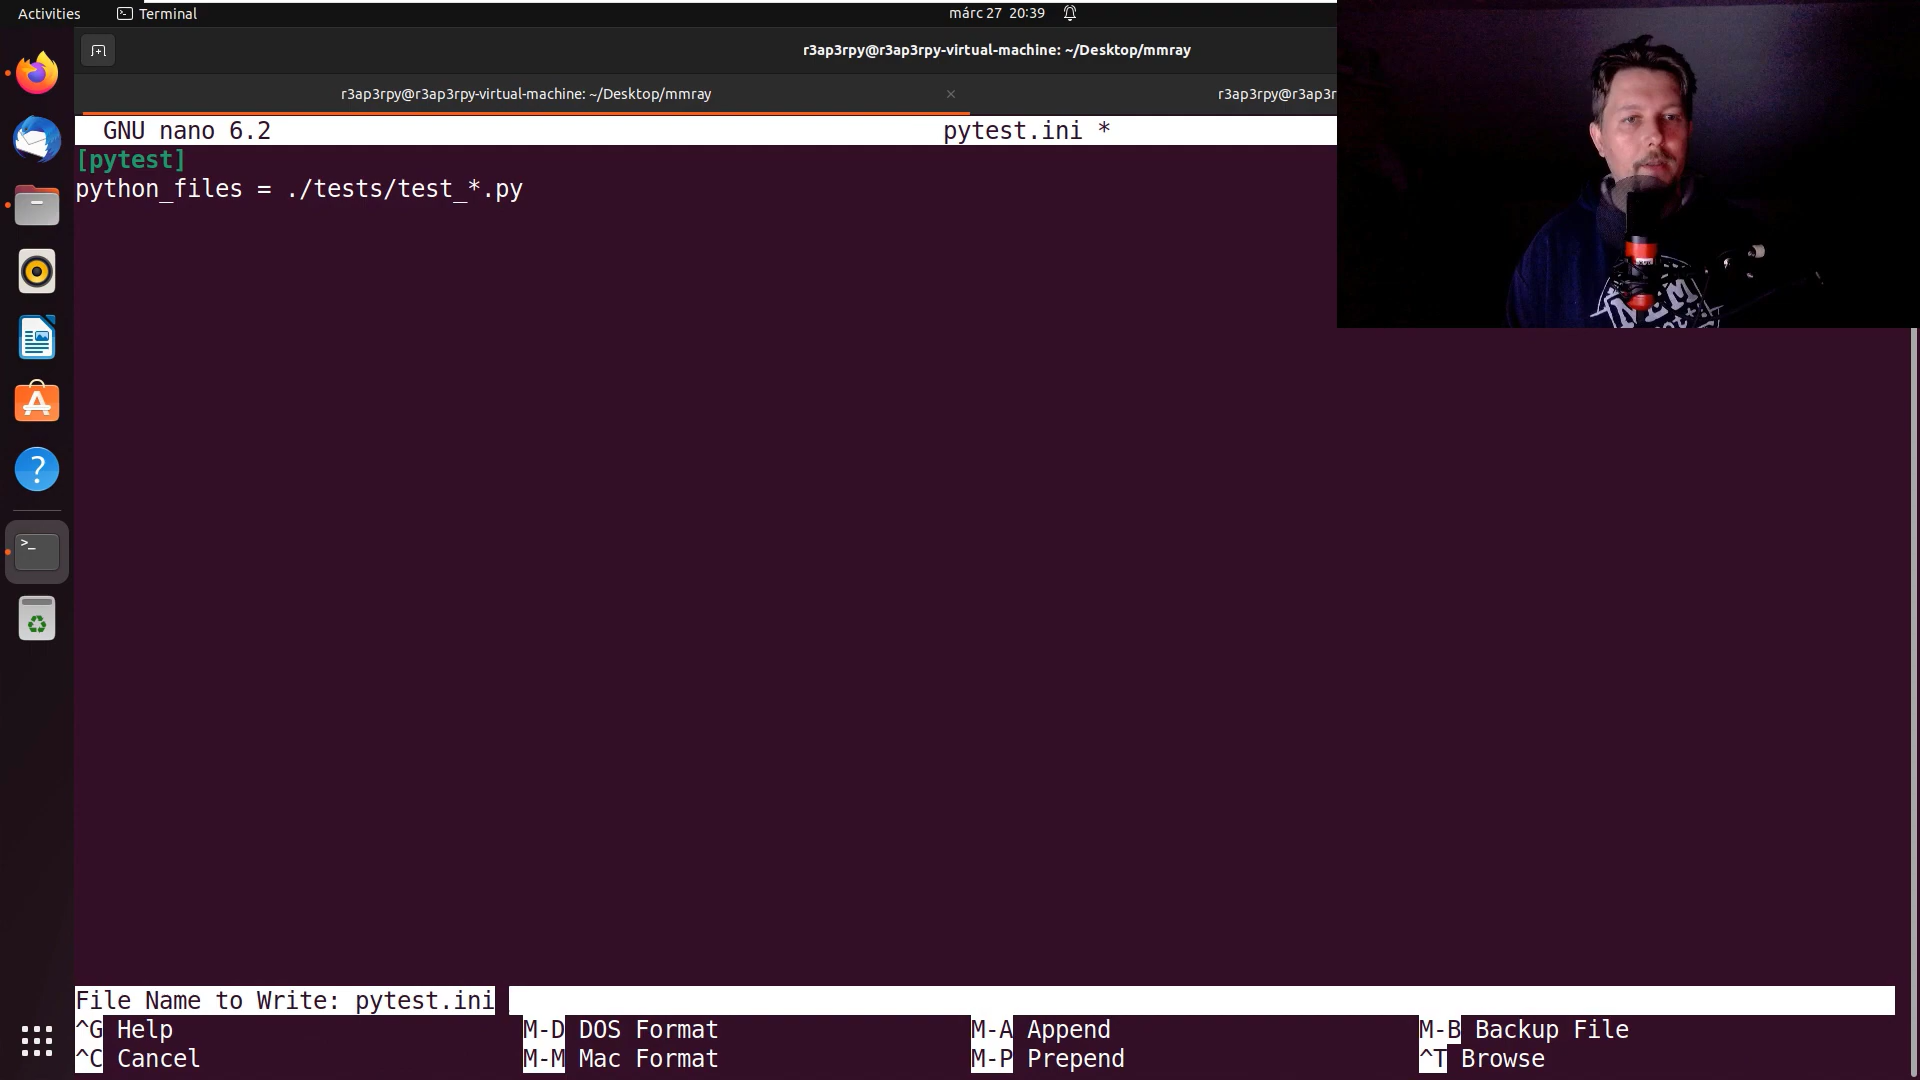 Activities
Terminal
márc 27 20:39
r3ap3rpy@r3ap3rpy-virtual-machine: ~/Desktop/mmray
r3ap3rpy@r3ap3rpy-virtual-machine: ~/Desktop/mmray
r3ap3rpy@r3ap3r
GNU nano 6.2
pytest.ini *
[pytest]
python_files = ./tests/test_*.py
File Name to Write: pytest.ini
^G Help
M-D DOS Format
M-A Append
M-B Backup File
^C Cancel
M-M Mac Format
M-P Prepend
^T Browse